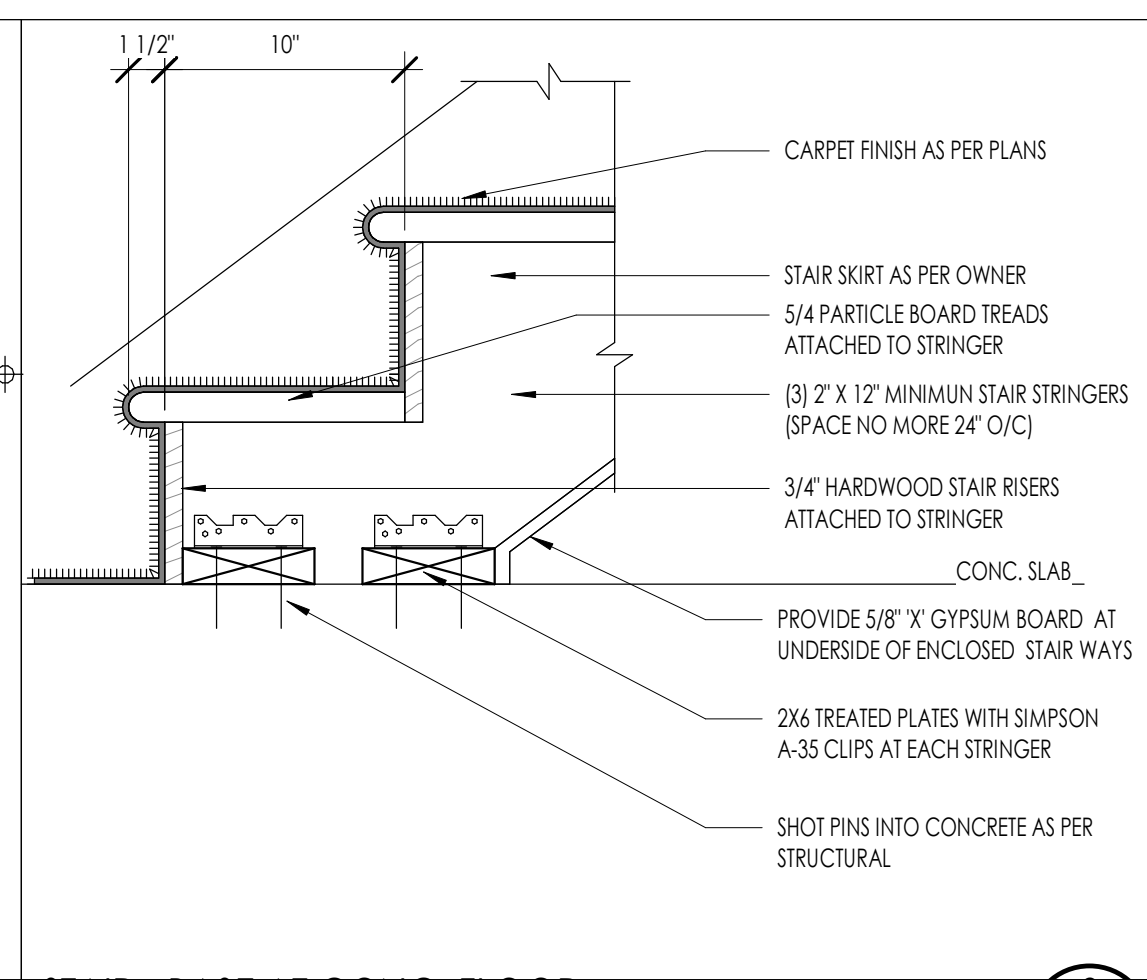 1 1/2" 10"
CARPET FINISH AS PER PLANS
STAIR SKIRT AS PER OWNER
5/4 PARTICLE BOARD TREADS
ATTACHED TO STRINGER
(3) 2" X 12" MINIMUN STAIR STRINGERS
(SPACE NO MORE 24" O/C)
3/4" HARDWOOD STAIR RISERS
ATTACHED TO STRINGER
CONC. SLAB
PROVIDE 5/8" 'X' GYPSUM BOARD AT
UNDERSIDE OF ENCLOSED STAIR WAYS
2X6 TREATED PLATES WITH SIMPSON
A-35 CLIPS AT EACH STRINGER
SHOT PINS INTO CONCRETE AS PER
STRUCTURAL